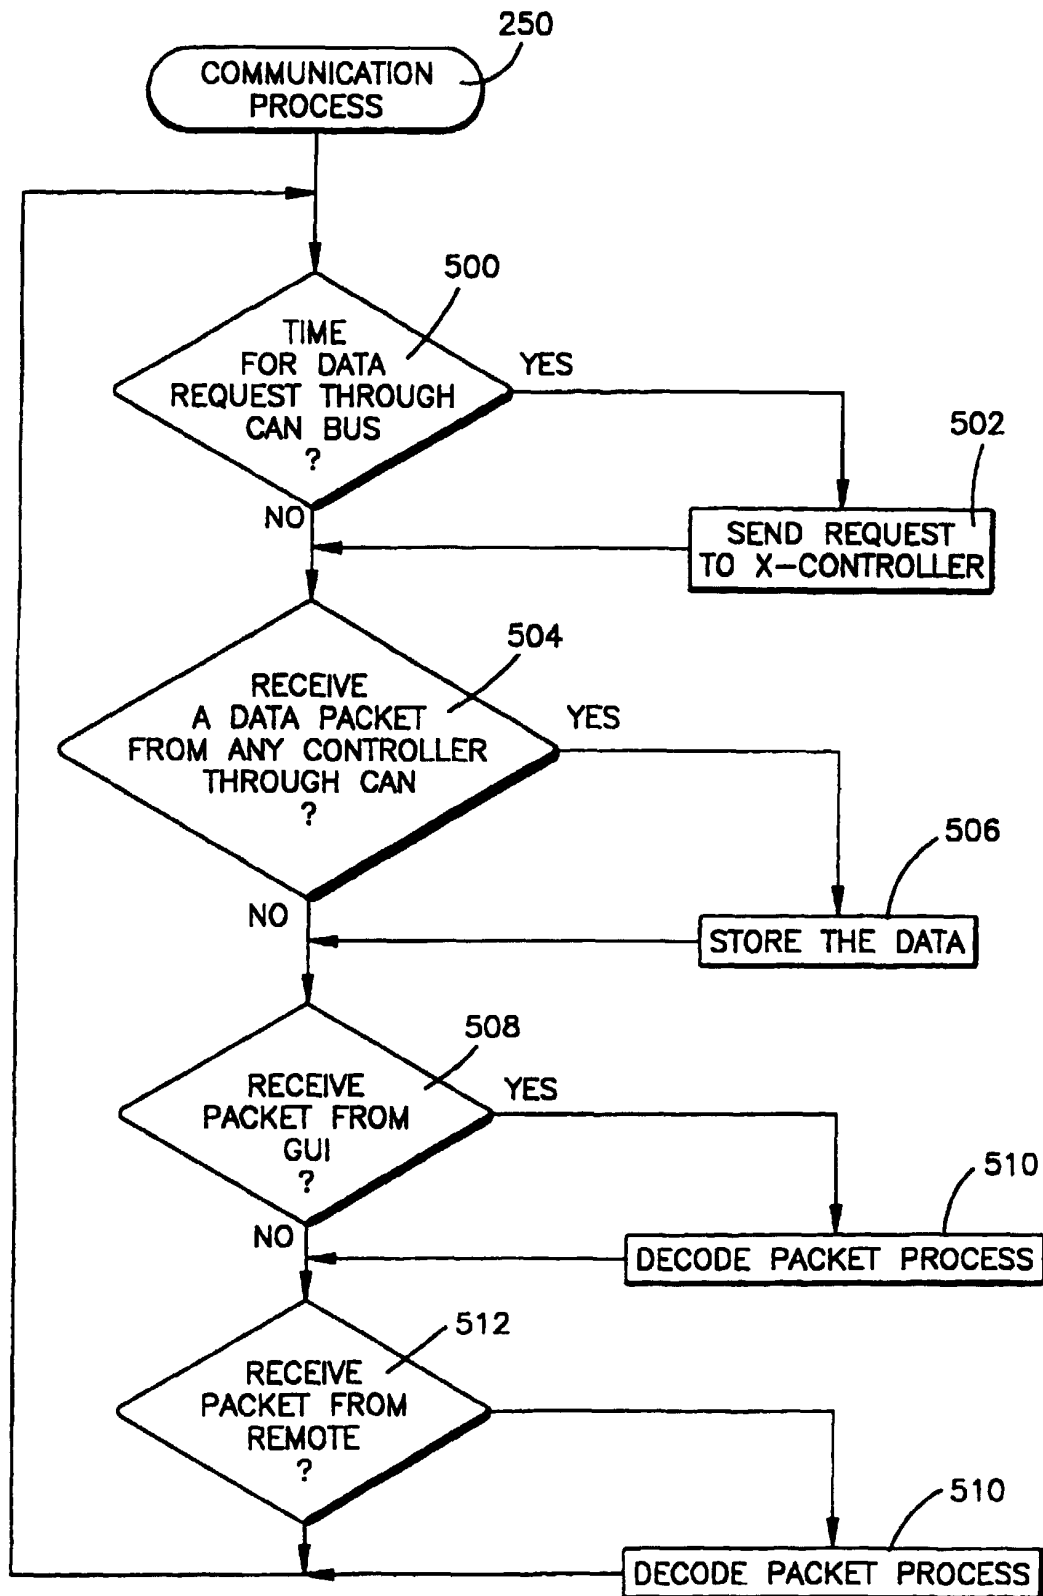 250
COMMUNICATION
PROCESS
500
TIME
FOR DATA
REQUEST THROUGH
CAN BUS
?
YES
NO
502
SEND REQUEST
TO X-CONTROLLER
504
RECEIVE
A DATA PACKET
FROM ANY CONTROLLER
THROUGH CAN
?
YES
NO
506
STORE THE DATA
508
RECEIVE
PACKET FROM
GUI
?
YES
NO
510
DECODE PACKET PROCESS
512
RECEIVE
PACKET FROM
REMOTE
?
510
DECODE PACKET PROCESS